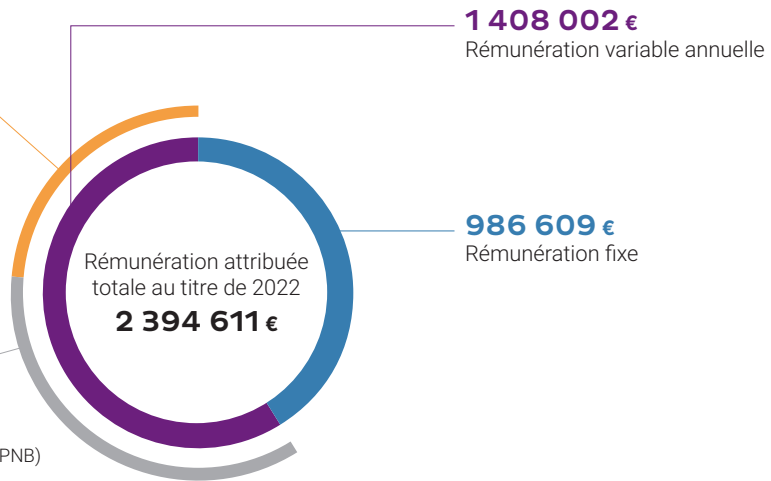 1 408 002 €
Rémunération variable annuelle
986 609 €
Rémunération fixe
Rémunération attribuée
totale au titre de 2022
2 394 611 €
PNB)